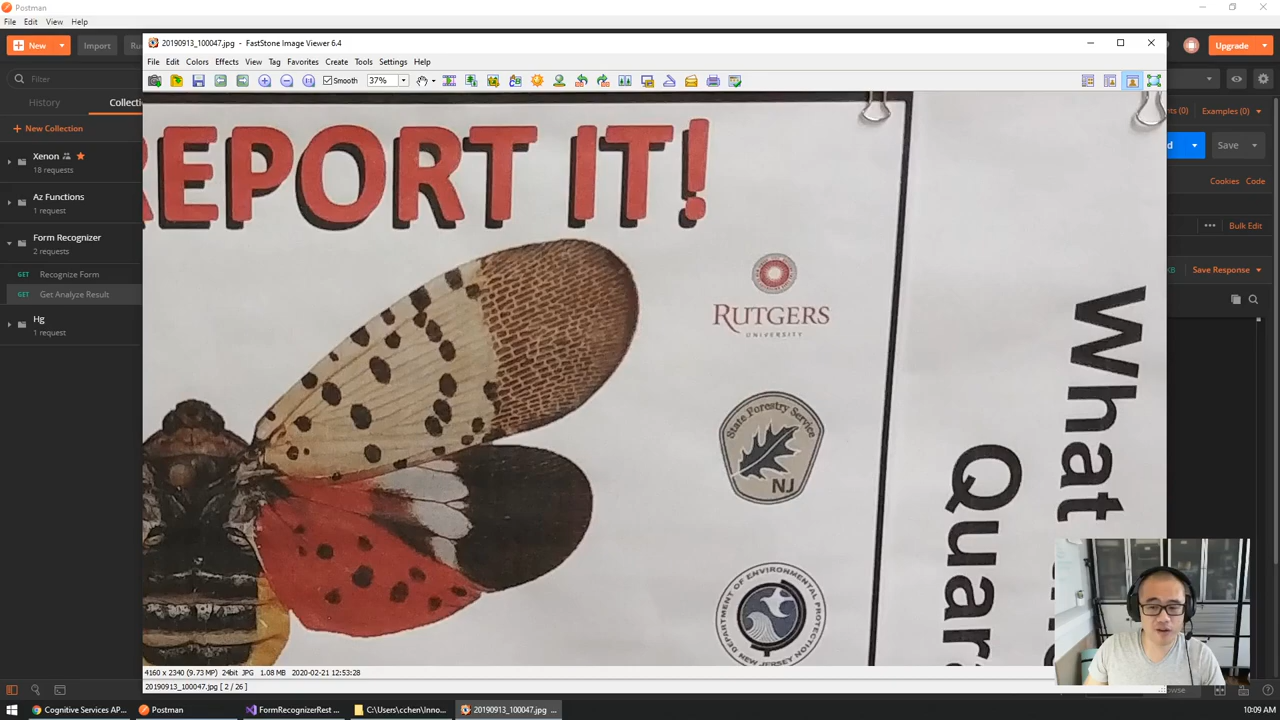 Postman
File Edit View Help
New
Import
Upgrade
Filter
History
New Collection
Xenon
18 requests
Az Functions
1 request
Form Recognizer
2 requests
GET Recognize Form
GET Get Analyze Result
Hg
1 request
20190913_100047.jpg - FastStone Image Viewer 6.4
File Edit Colors Effects View Tag Favorites Create Tools Settings Help
Smooth 37%
EPORT IT!
RUTGERS
UNIVERSITY
State Forestry Service
NJ
DEPARTMENT OF ENVIRONMENTAL PROTECTION
NEW JERSEY
What
4160 x 2340 (9.73 MP) 24bit JPG 1.08 MB 2020-02-21 12:53:28
20190913_100047.jpg [ 2 / 26 ]
Examples (0)
Save
Cookies Code
Bulk Edit
Save Response
Cognitive Services AP...
Postman
FormRecognizerRest ...
C:\Users\cchen\Inno...
20190913_100047.jpg ...
10:09 AM